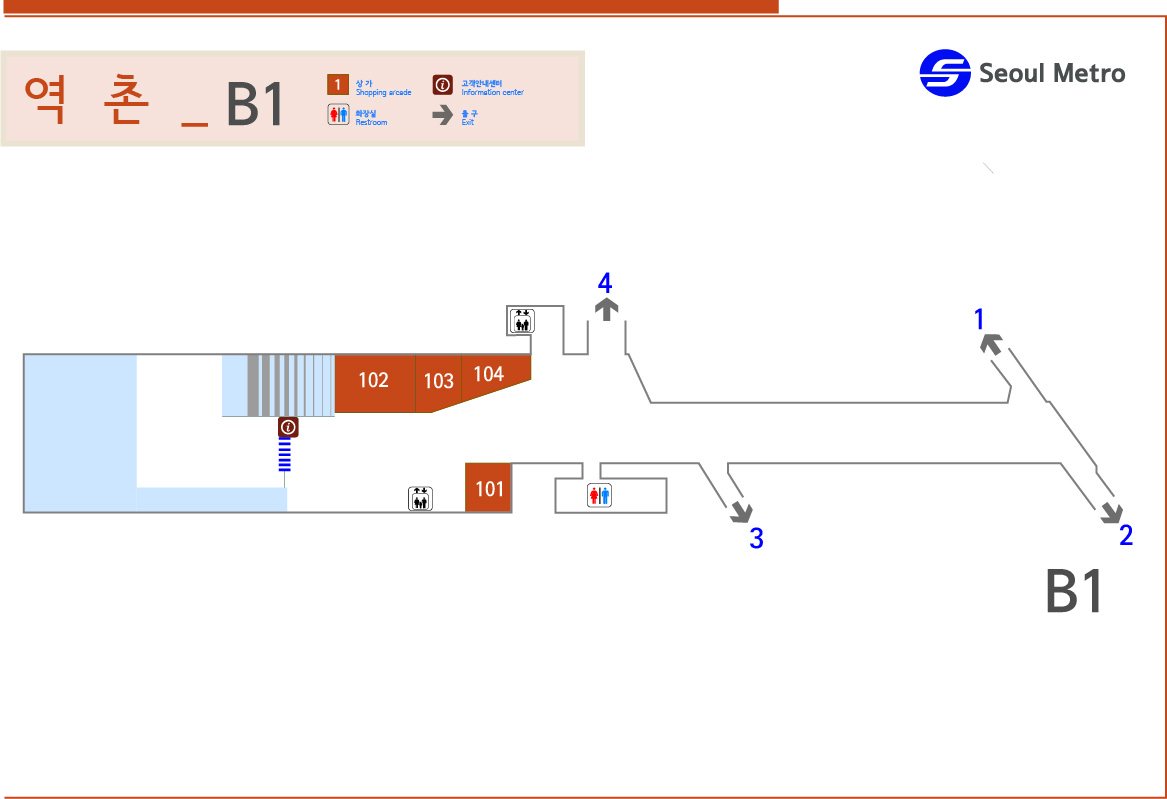 역 촌 _ B1
1 상 가
Shopping arcade
고객안내센터
Information center
화장실
Restroom
출 구
Exit
Seoul Metro
4
1
102
103
104
101
3
2
B1